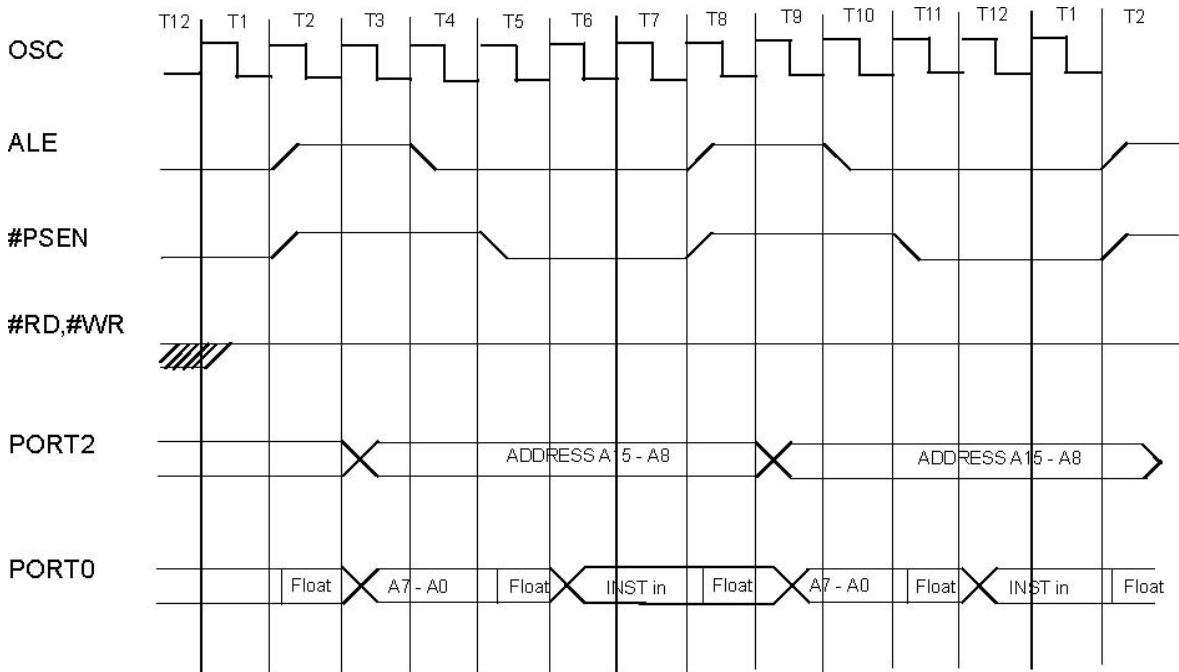 T12 T1 T2 T3 T4 T5 T6 T7 T8 T9 T10 T11 T12 T1 T2
OSC
ALE
#PSEN
#RD,#WR
PORT2 ADDRESS A15 - A8 ADDRESS A15 - A8
PORT0 Float A7 - A0 Float INST in Float A7 - A0 Float INST in Float